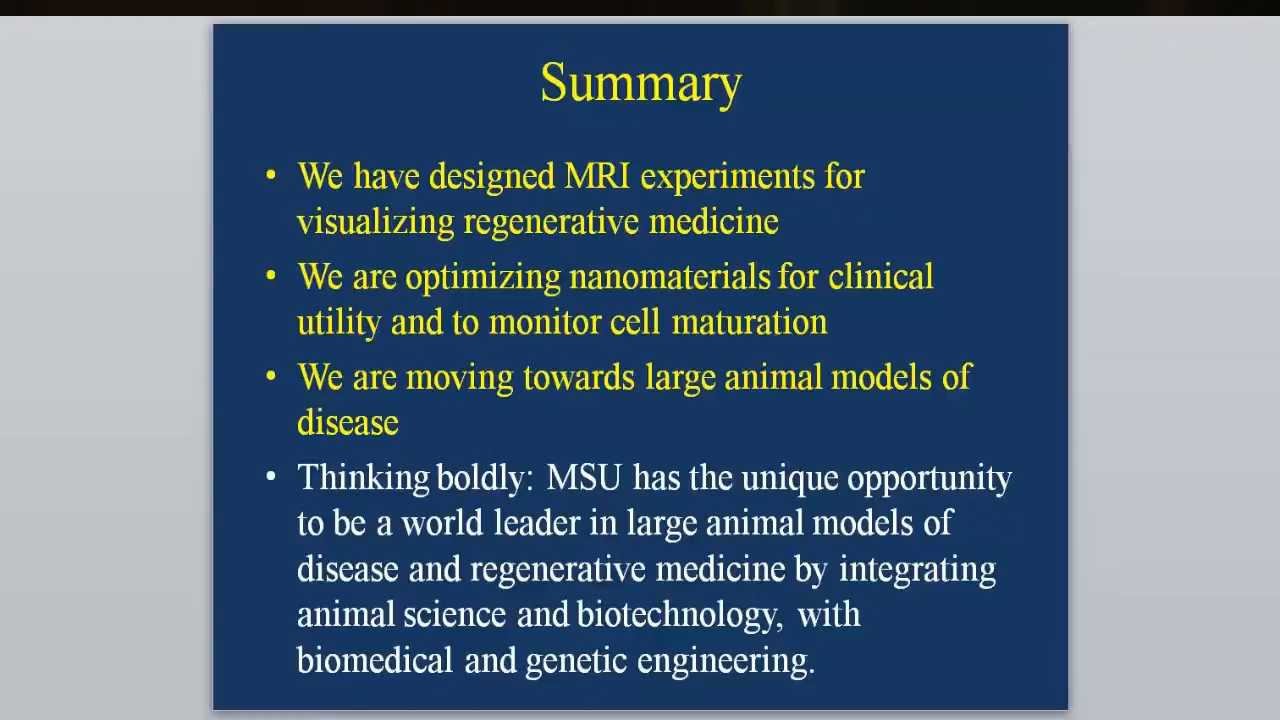 Summary
• We have designed MRI experiments for
visualizing regenerative medicine
• We are optimizing nanomaterials for clinical
utility and to monitor cell maturation
• We are moving towards large animal models of
disease
• Thinking boldly: MSU has the unique opportunity
to be a world leader in large animal models of
disease and regenerative medicine by integrating
animal science and biotechnology, with
biomedical and genetic engineering.